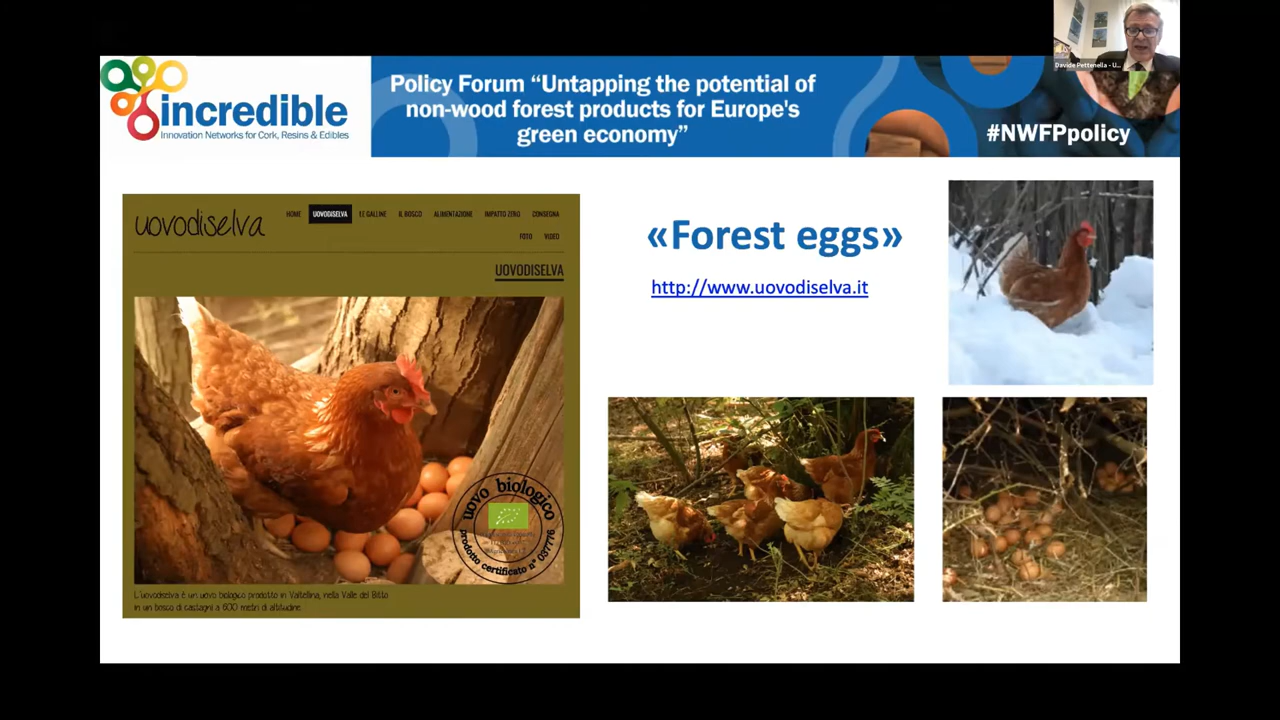 Davide Pettenella - U...
incredible
Innovation Networks for Cork, Resins & Edibles
Policy Forum “Untapping the potential of
non-wood forest products for Europe's
green economy”
#NWFPpolicy
uovodiselva
HOME UOVODISELVA LE GALLINE IL BOSCO ALIMENTAZIONE IMPATTO ZERO CONSEGNA
FOTO VIDEO
UOVODISELVA
uovo biologico
prodotto certificato n° 037776
L'uovodiselva è un uovo biologico prodotto in Valtellina, nella Valle del Bitto
in un bosco di castagni a 600 metri di altitudine
«Forest eggs»
http://www.uovodiselva.it